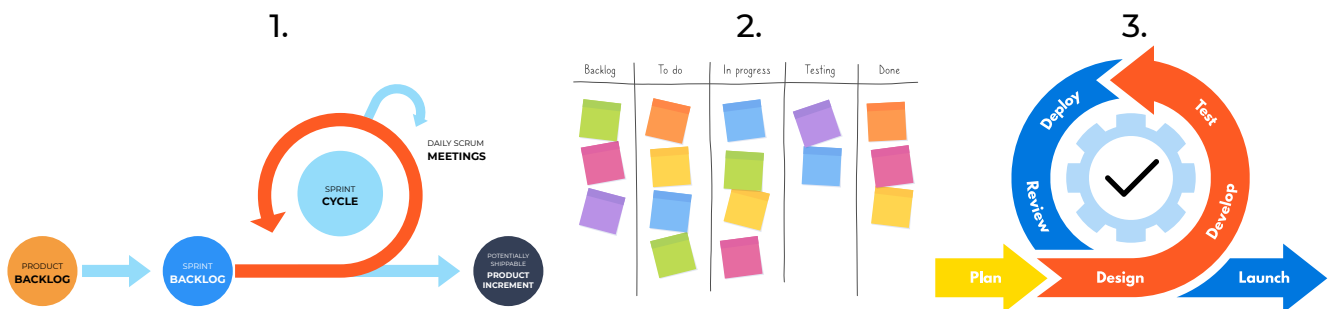 1.
DAILY SCRUM
MEETINGS
SPRINT
CYCLE
PRODUCT
BACKLOG
SPRINT
BACKLOG
POTENTIALLY
SHIPPABLE
PRODUCT
INCREMENT
2.
Backlog
To do
In progress
Testing
Done
3.
Deploy
Test
Review
Develop
Plan
Design
Launch